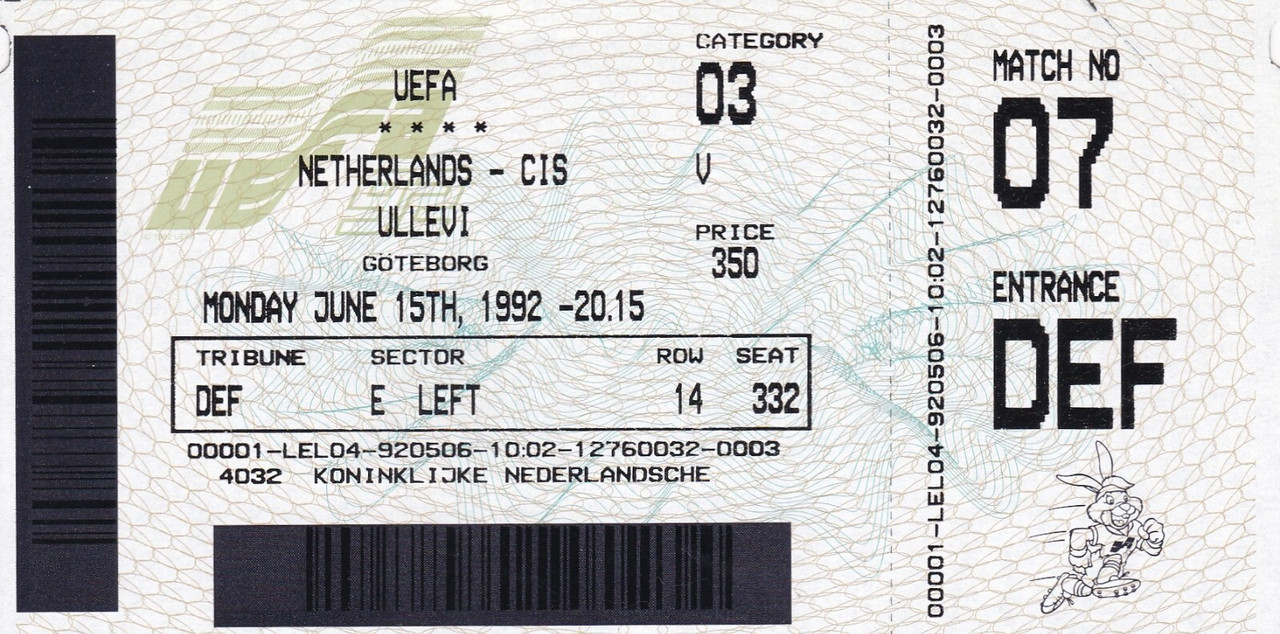 UEFA
* * * *
NETHERLANDS - CIS
ULLEVI
GÖTEBORG
MONDAY JUNE 15TH, 1992 -20.15
CATEGORY
03
V
PRICE
350
TRIBUNE SECTOR ROW SEAT
DEF E LEFT 14 332
00001-LEL04-920506-10:02-12760032-0003
4032 KONINKLIJKE NEDERLANDSCHE
00001-LEL04-920506-10:02-12760032-0003
MATCH NO
07
ENTRANCE
DEF